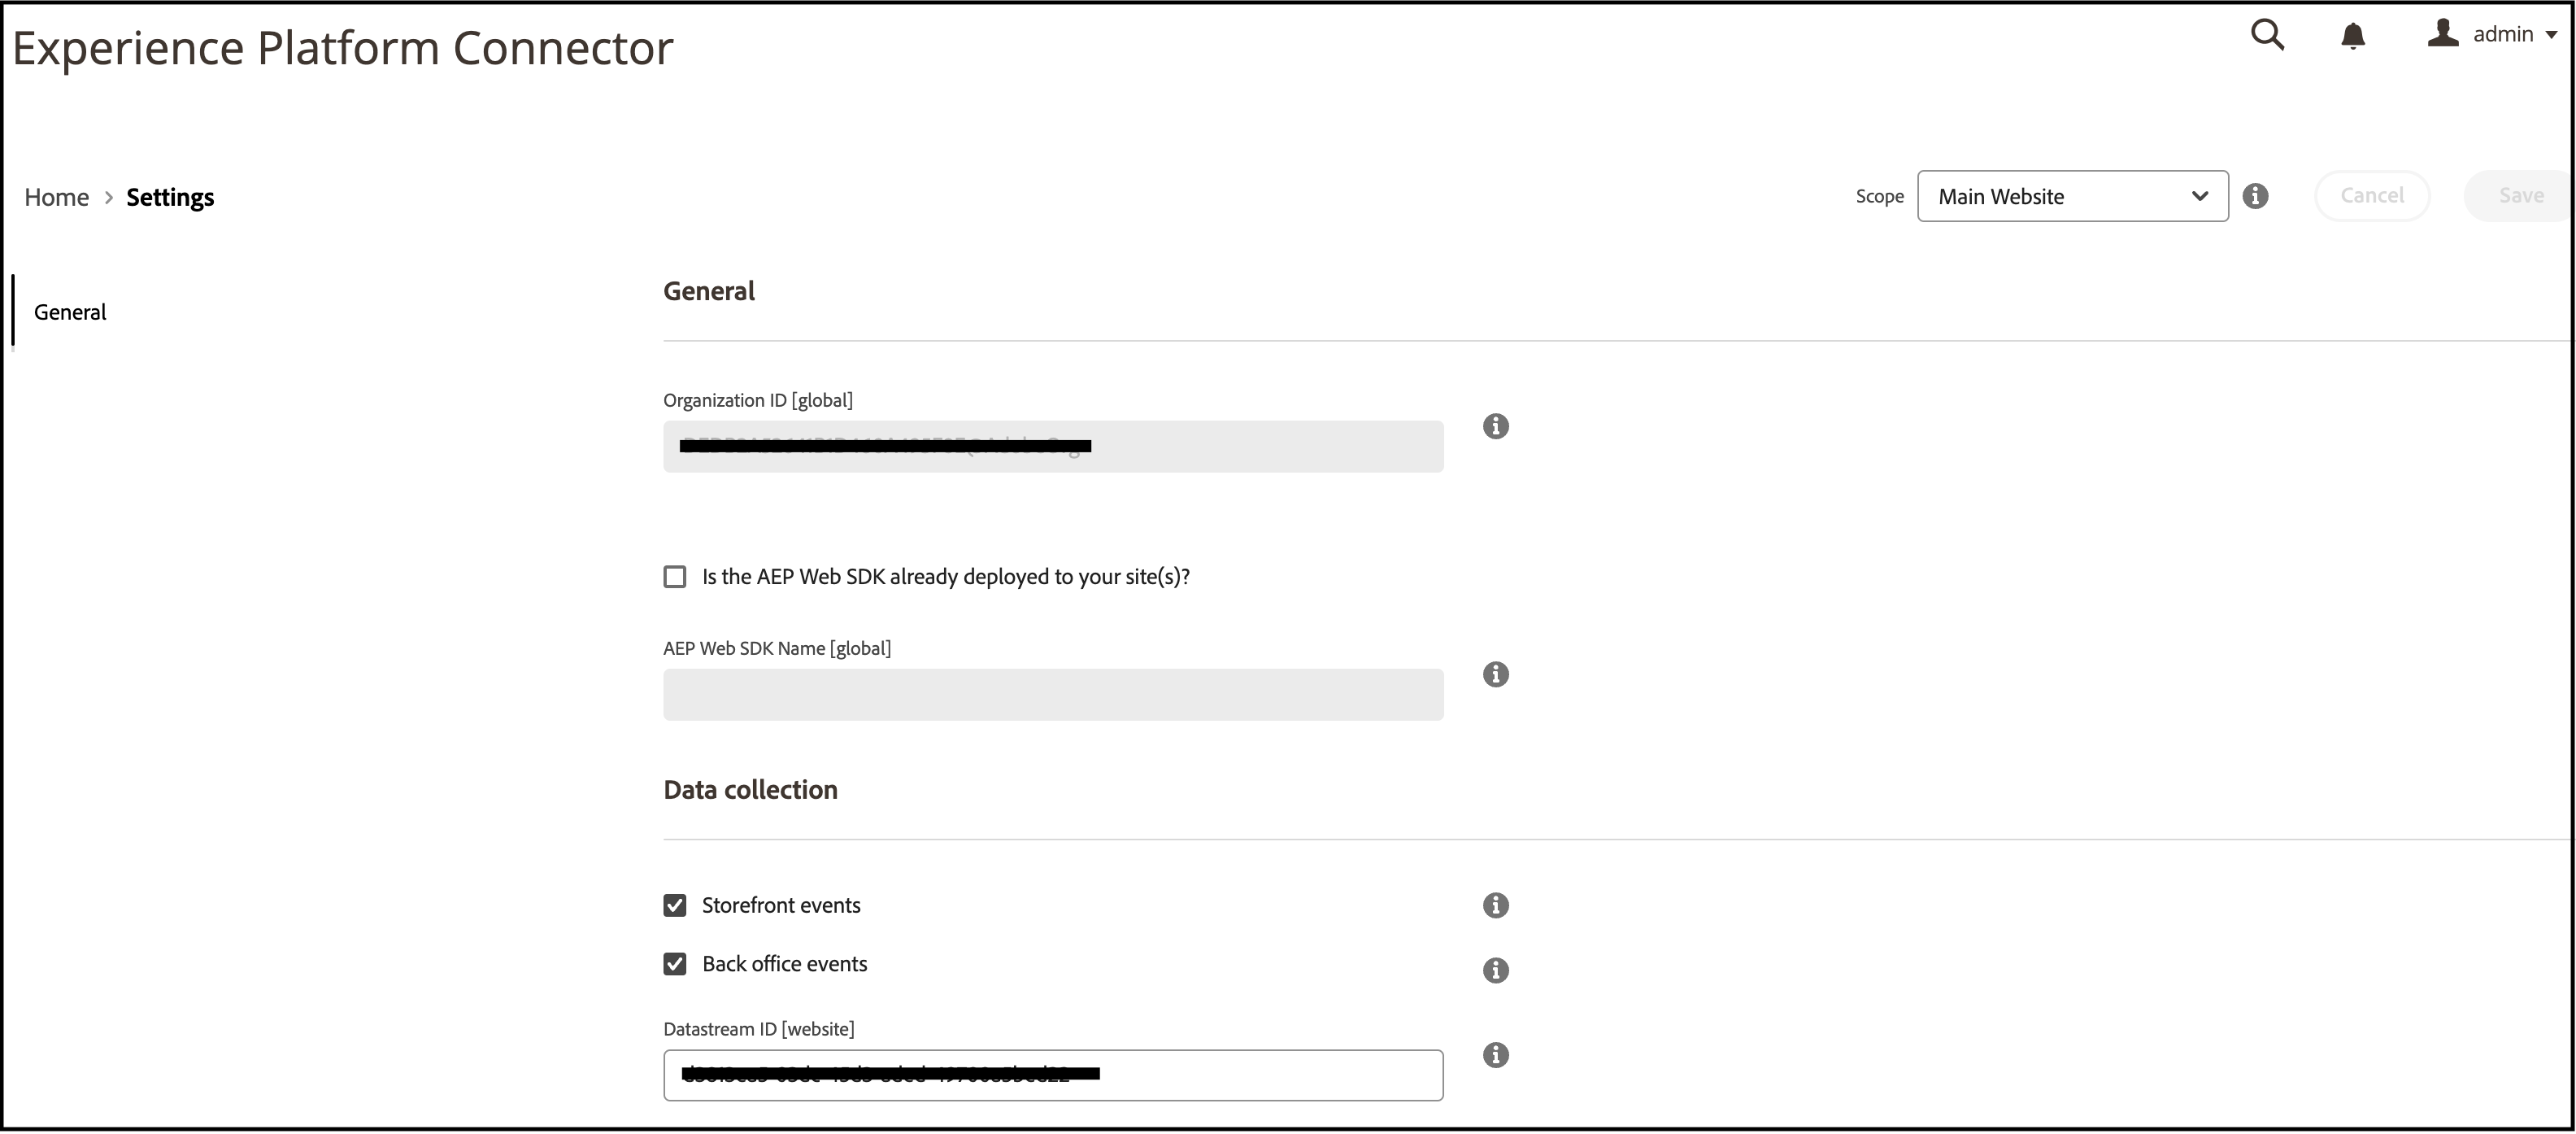 Experience Platform Connector
admin
Home > Settings
Scope
Main Website
Cancel
Save
General
General
Organization ID [global]
Is the AEP Web SDK already deployed to your site(s)?
AEP Web SDK Name [global]
Data collection
Storefront events
Back office events
Datastream ID [website]